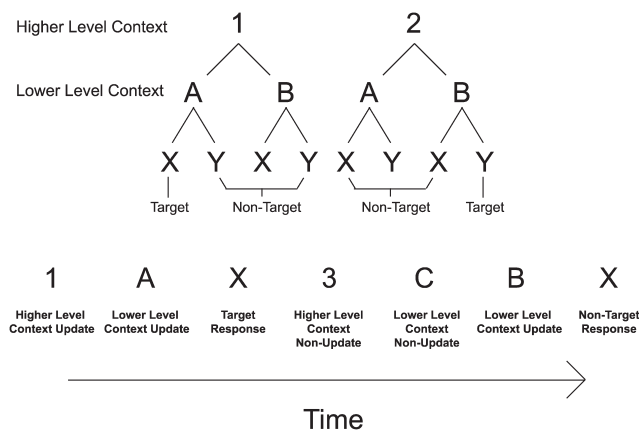 Higher Level Context 1 2
Lower Level Context A B A B
X Y X Y X Y X Y
Target Non-Target Non-Target Target
1 A X 3 C B X
Higher Level Lower Level Target Higher Level Lower Level Lower Level Non-Target
Context Update Context Update Response Context Context Context Update Response
Non-Update Non-Update
Time